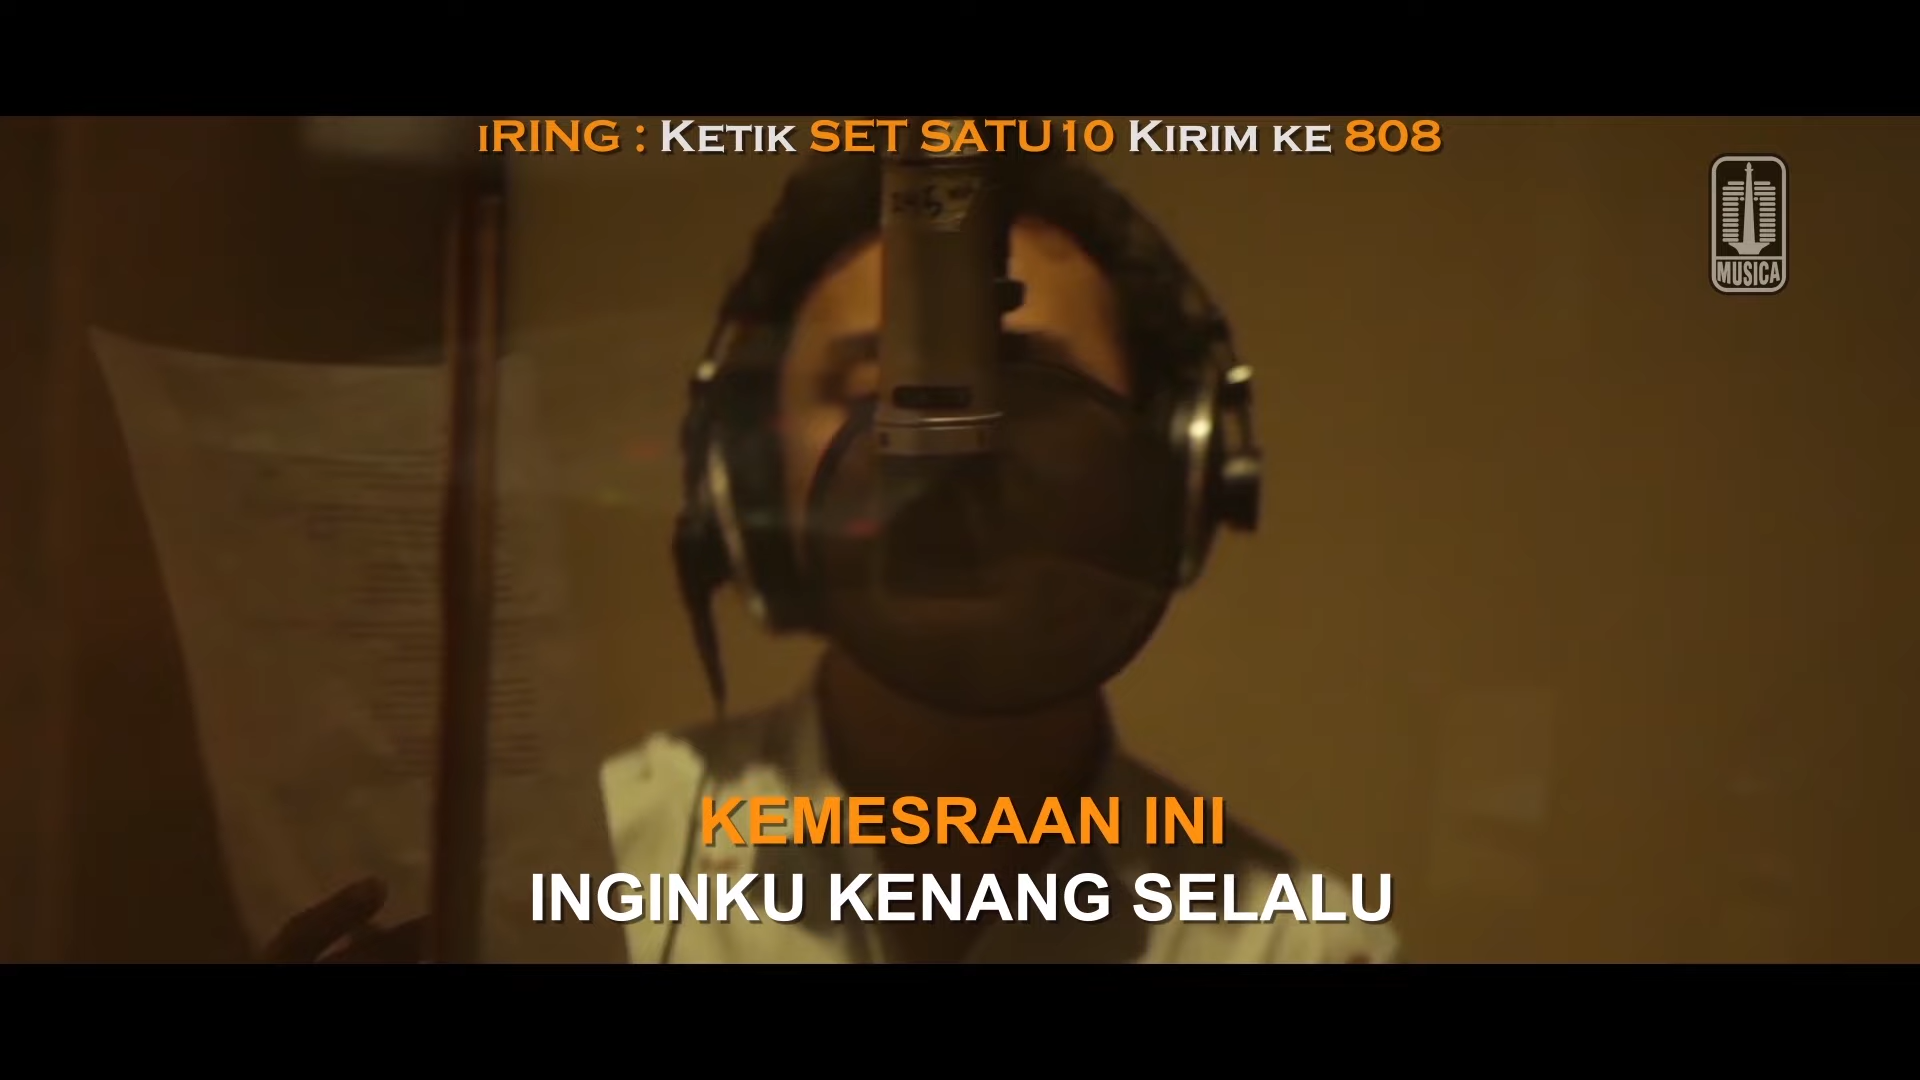 iRING : Ketik SET SATU10 Kirim ke 808
MUSICA
KEMESRAAN INI
INGINKU KENANG SELALU